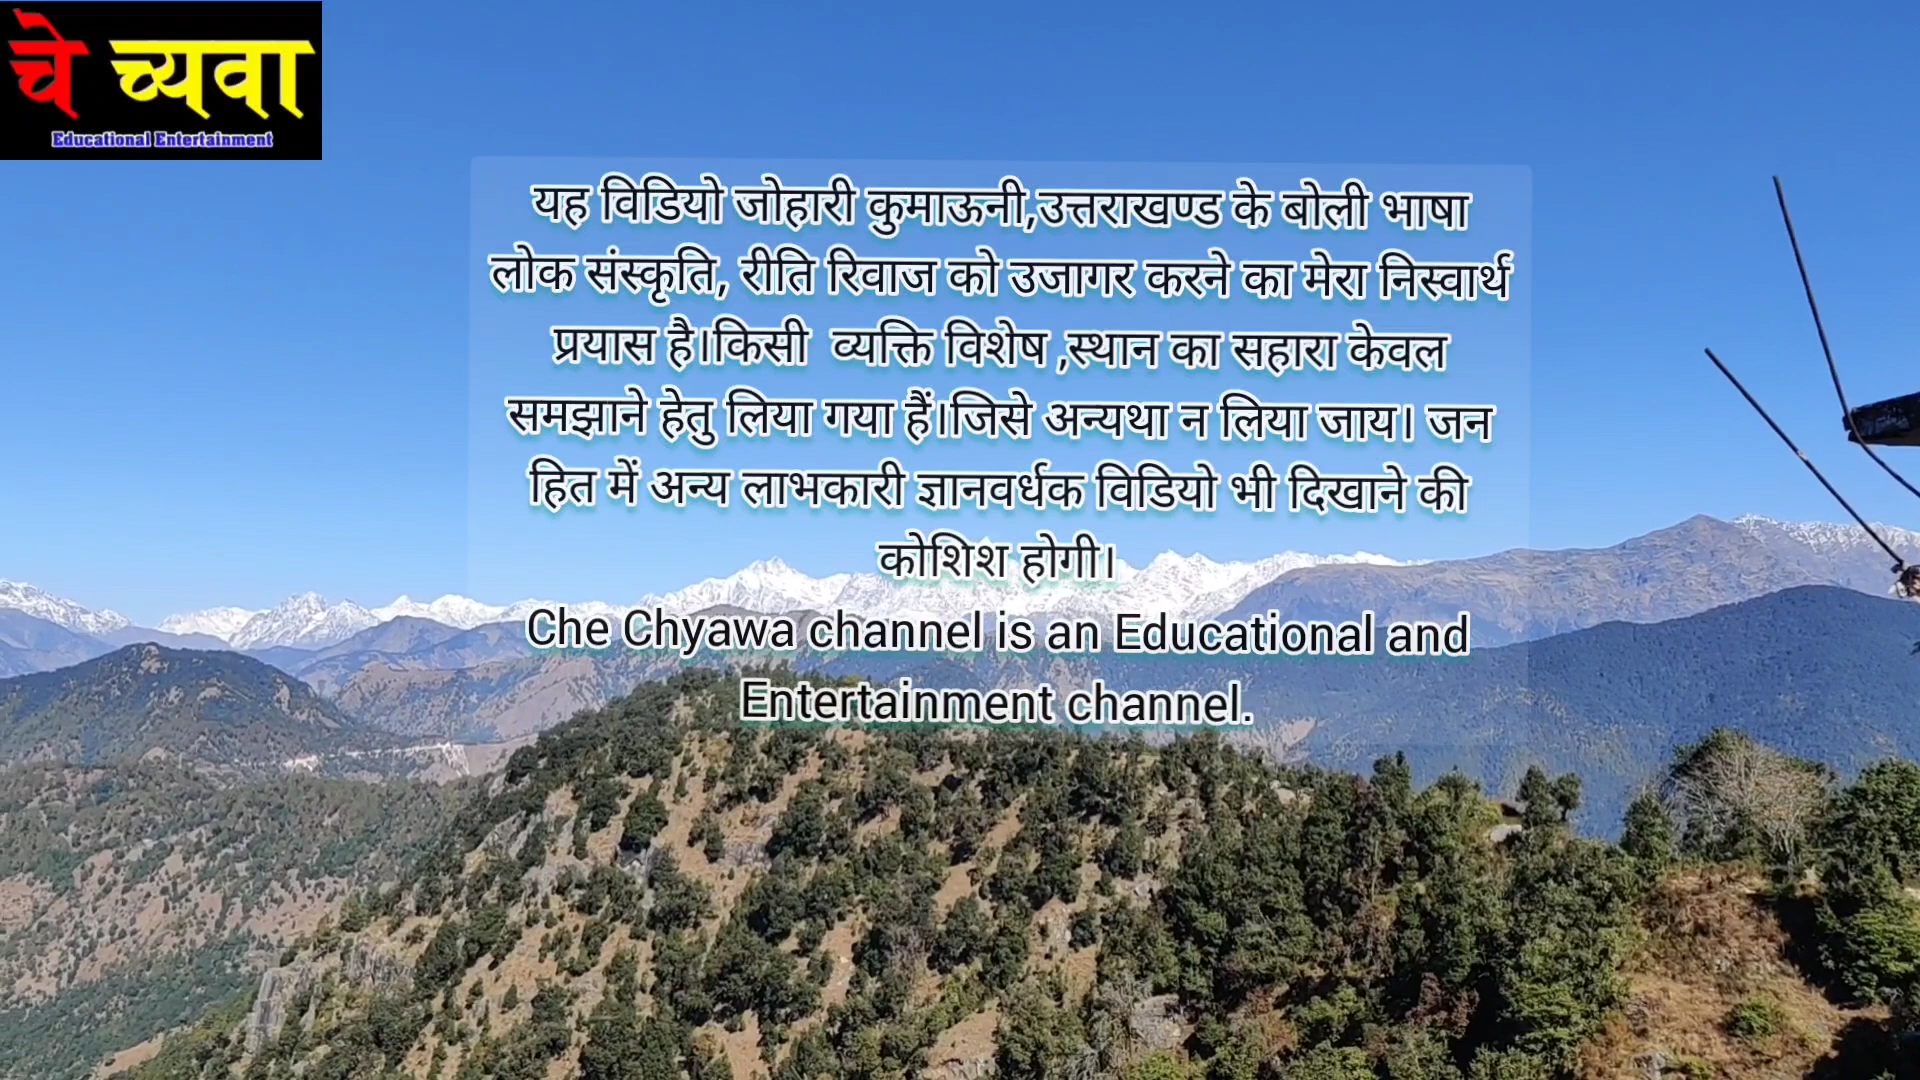 चे च्यवा
Educational Entertainment
यह विडियो जोहारी कुमाऊनी,उत्तराखण्ड के बोली भाषा
लोक संस्कृति, रीति रिवाज को उजागर करने का मेरा निस्वार्थ
प्रयास है।किसी व्यक्ति विशेष ,स्थान का सहारा केवल
समझाने हेतु लिया गया हैं।जिसे अन्यथा न लिया जाय। जन
हित में अन्य लाभकारी ज्ञानवर्धक विडियो भी दिखाने की
कोशिश होगी।
Che Chyawa channel is an Educational and
Entertainment channel.